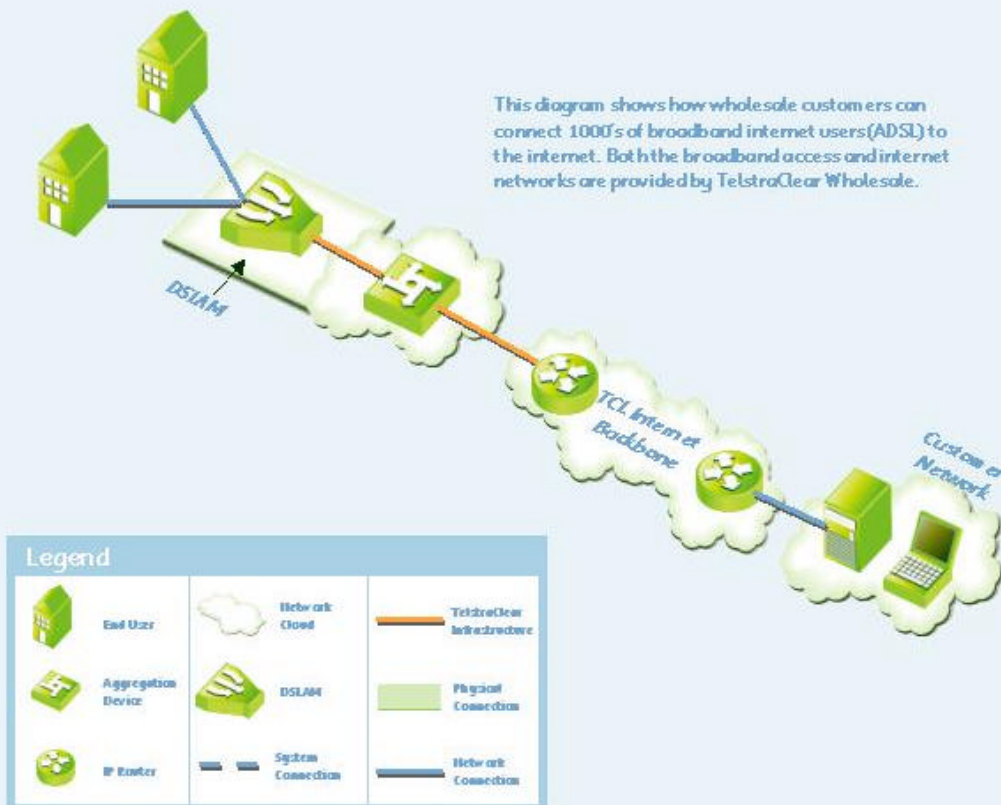 This diagram shows how wholesale customers can
connect 1000's of broadband internet users (ADSL) to
the internet. Both the broadband access and internet
networks are provided by TelstraClear Wholesale.
DSLAM
TCL Internet
Backbone
Custome
Network
Legend
End User
Network
Cloud
TelstraClear
Infrastructure
Aggregation
Device
DSLAM
Physical
Connection
IP Router
System
Connection
Network
Connection